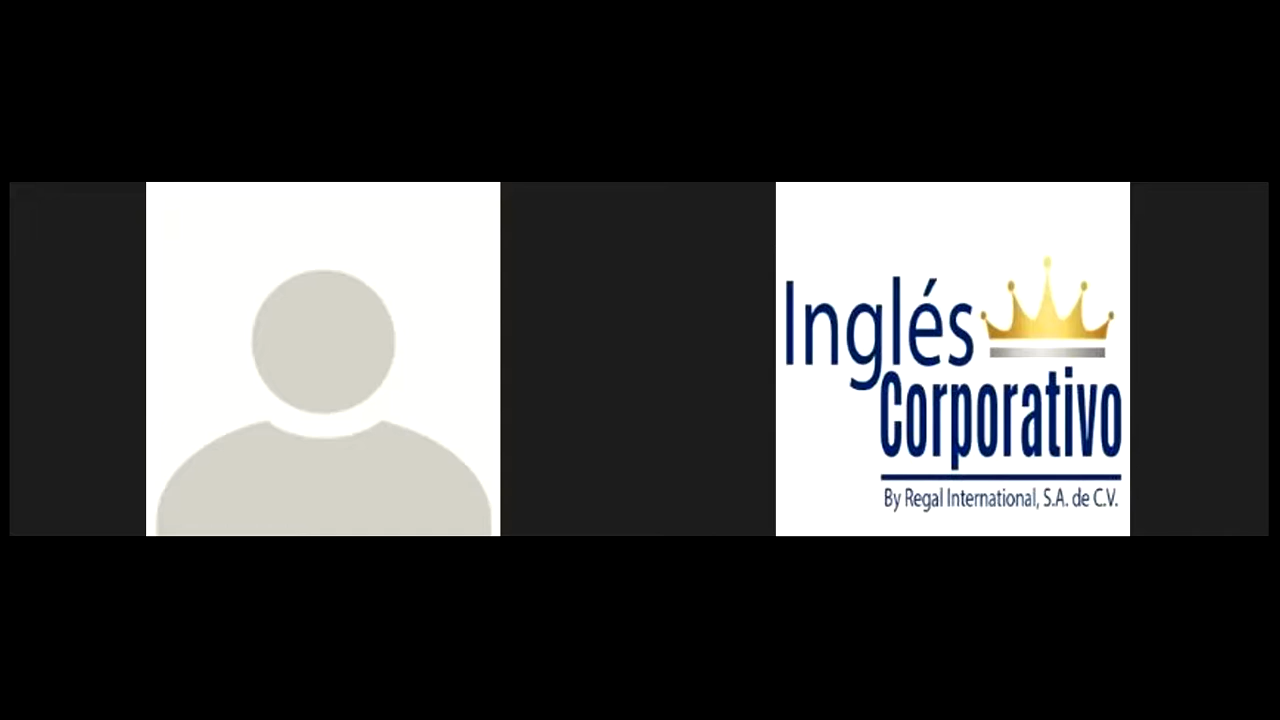 Inglés
Corporativo
By Regal International, S.A. de C.V.